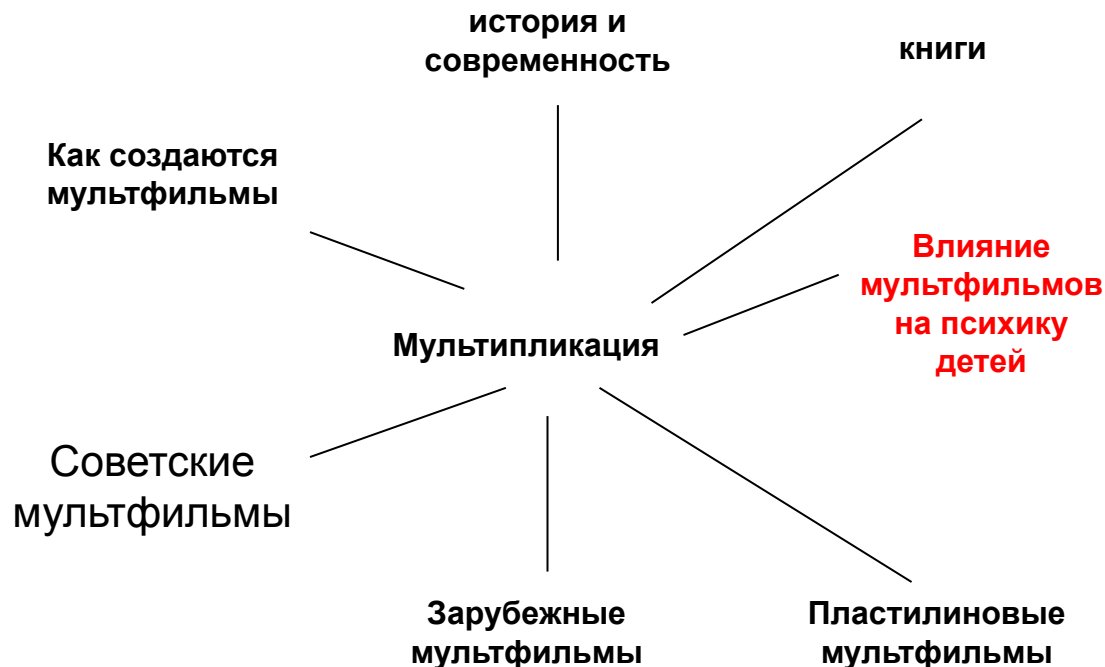 история и
современность
книги
Как создаются
мультфильмы
Влияние
мультфильмов
на психику
детей
Мультипликация
Советские
мультфильмы
Зарубежные
мультфильмы
Пластилиновые
мультфильмы